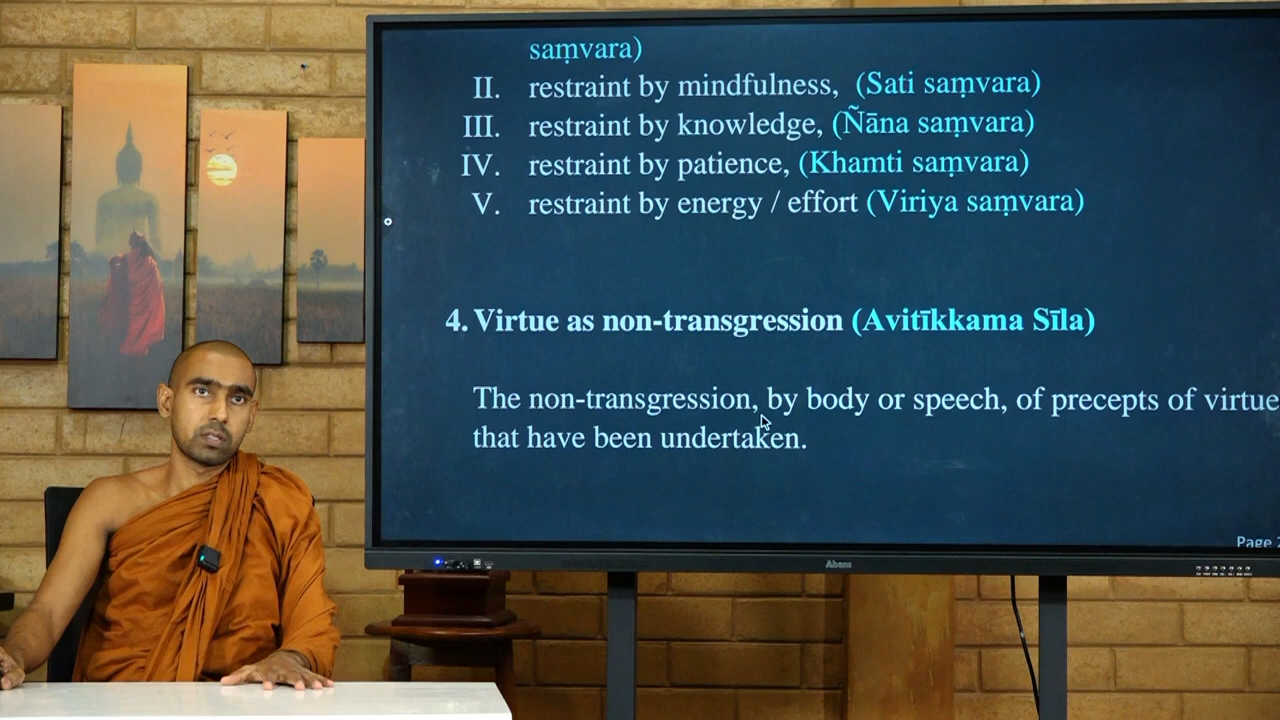 saṃvara)
II. restraint by mindfulness, (Sati saṃvara)
III. restraint by knowledge, (Ñāna saṃvara)
IV. restraint by patience, (Khamti saṃvara)
V. restraint by energy / effort (Viriya saṃvara)
4. Virtue as non-transgression (Avitīkkama Sīla)
The non-transgression, by body or speech, of precepts of virtue
that have been undertaken.
Page 2
Abans